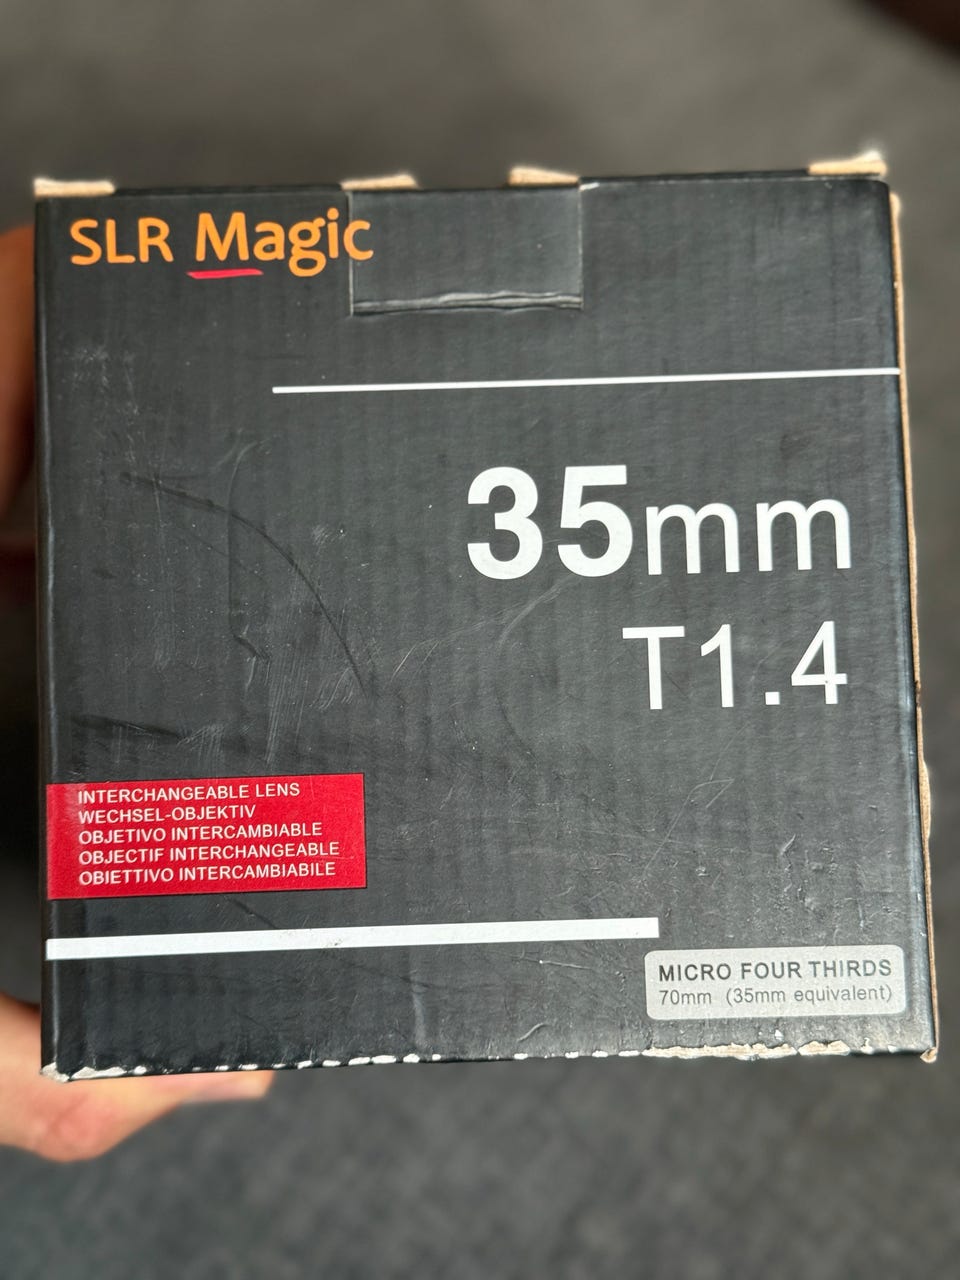 SLR Magic
35mm
T1.4
INTERCHANGEABLE LENS
WECHSEL-OBJEKTIV
OBJETIVO INTERCAMBIABLE
OBJECTIF INTERCHANGEABLE
OBIETTIVO INTERCAMBIABILE
MICRO FOUR THIRDS
70mm (35mm equivalent)